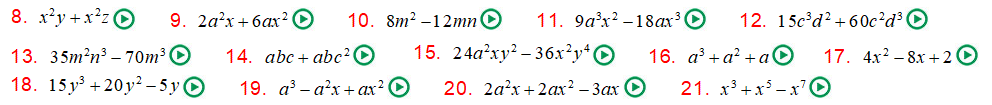 8. x²y + x²z 9. 2a²x + 6ax² 10. 8m² – 12mn 11. 9a³x² – 18ax³ 12. 15c³d² + 60c²d³
13. 35m²n³ – 70m³ 14. abc + abc² 15. 24a²xy² – 36x²y⁴ 16. a³ + a² + a 17. 4x² – 8x + 2
18. 15y³ + 20y² – 5y 19. a³ – a²x + ax² 20. 2a²x + 2ax² – 3ax 21. x³ + x⁵ – x⁷